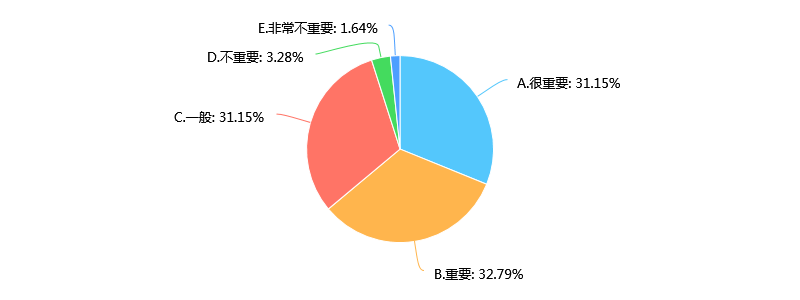 E.非常不重要: 1.64%
D.不重要: 3.28%
A.很重要: 31.15%
C.一般: 31.15%
B.重要: 32.79%